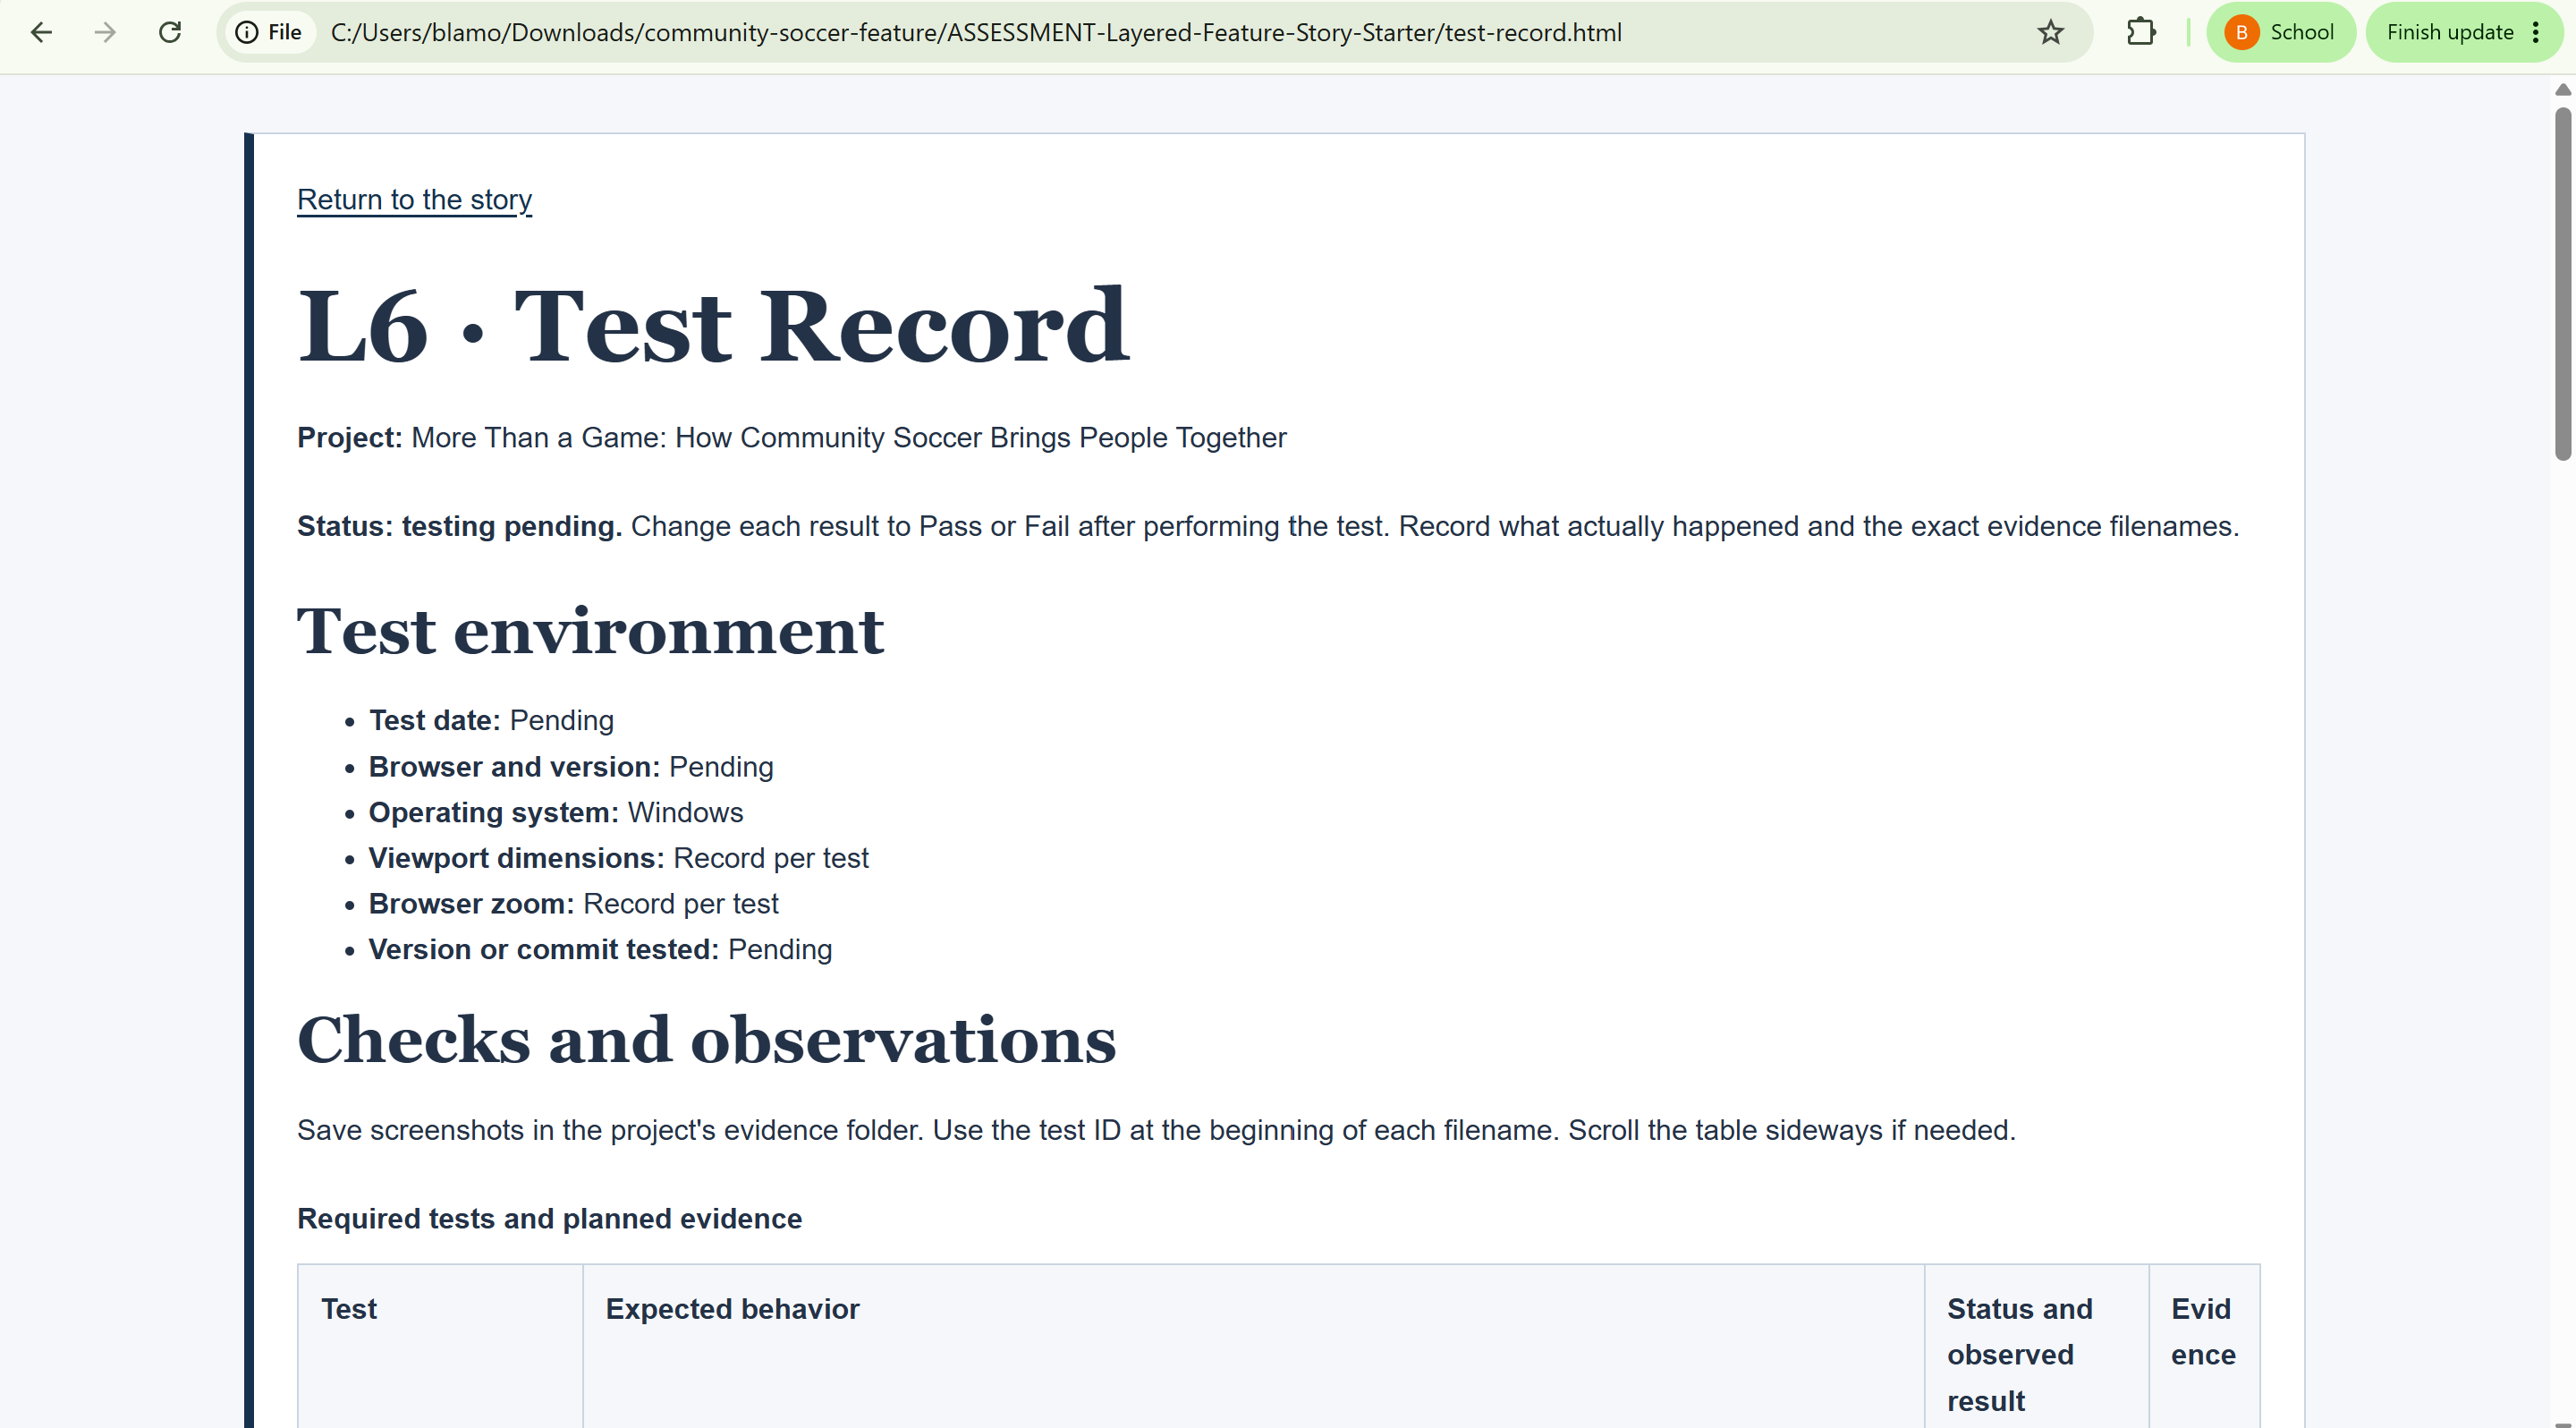 File
C:/Users/blamo/Downloads/community-soccer-feature/ASSESSMENT-Layered-Feature-Story-Starter/test-record.html
B
School
Finish update
Return to the story
L6 · Test Record
Project: More Than a Game: How Community Soccer Brings People Together
Status: testing pending. Change each result to Pass or Fail after performing the test. Record what actually happened and the exact evidence filenames.
Test environment
• Test date: Pending
• Browser and version: Pending
• Operating system: Windows
• Viewport dimensions: Record per test
• Browser zoom: Record per test
• Version or commit tested: Pending
Checks and observations
Save screenshots in the project's evidence folder. Use the test ID at the beginning of each filename. Scroll the table sideways if needed.
Required tests and planned evidence
Test
Expected behavior
Status and
observed
result
Evid
ence